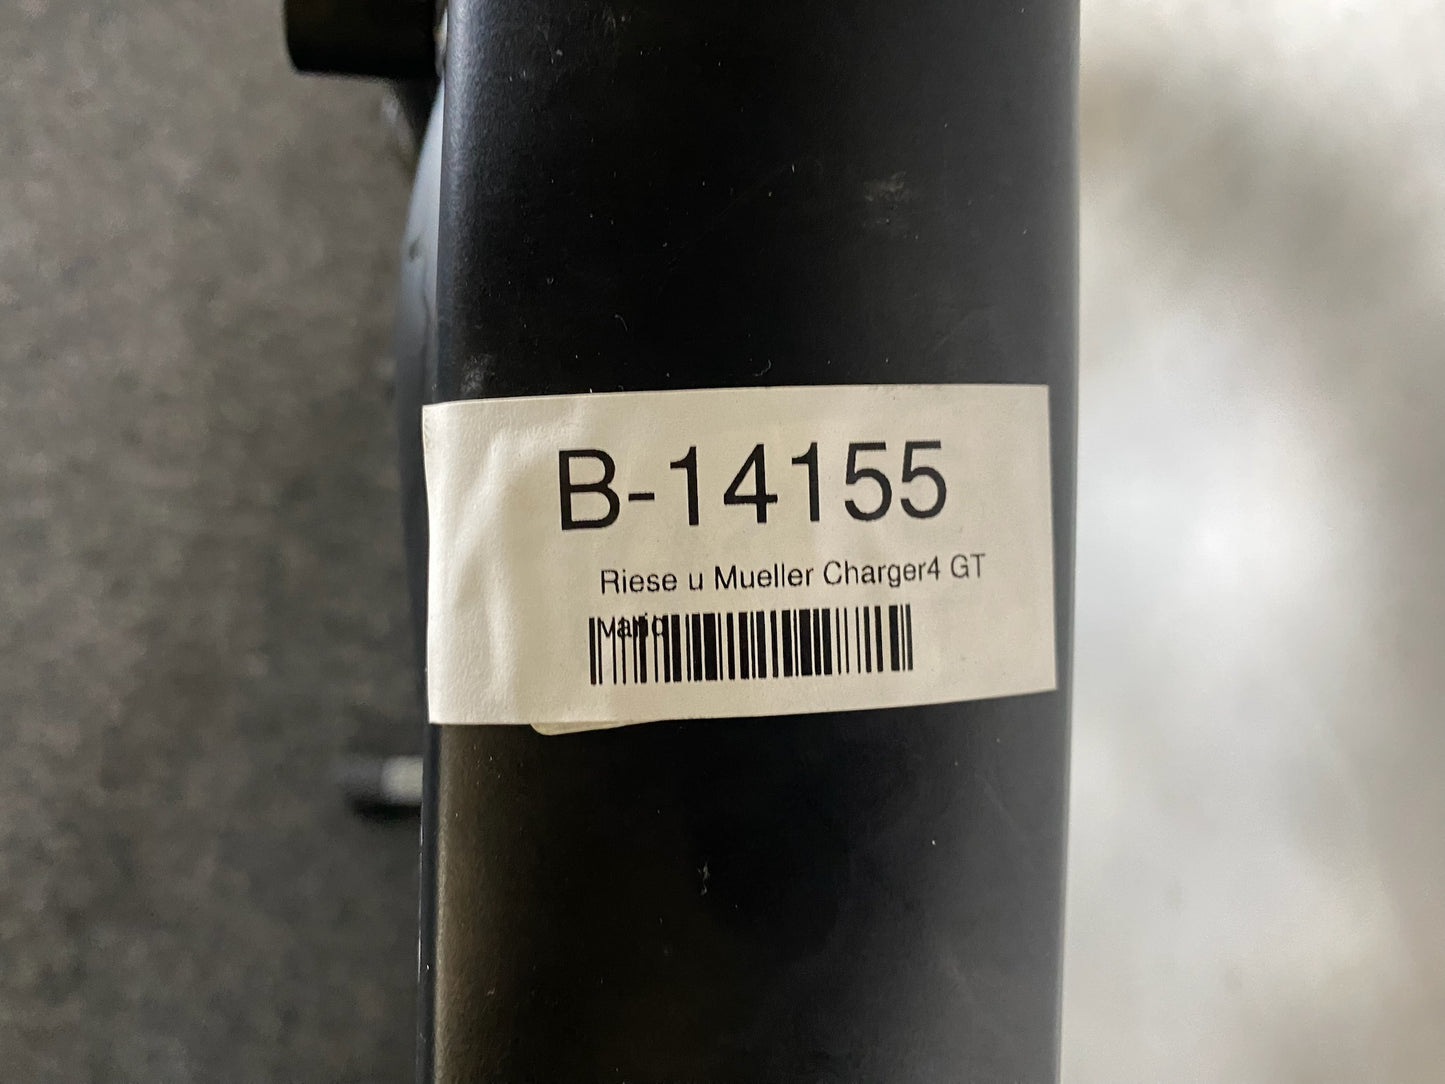 B-14155
Riese u Mueller Charger4 GT